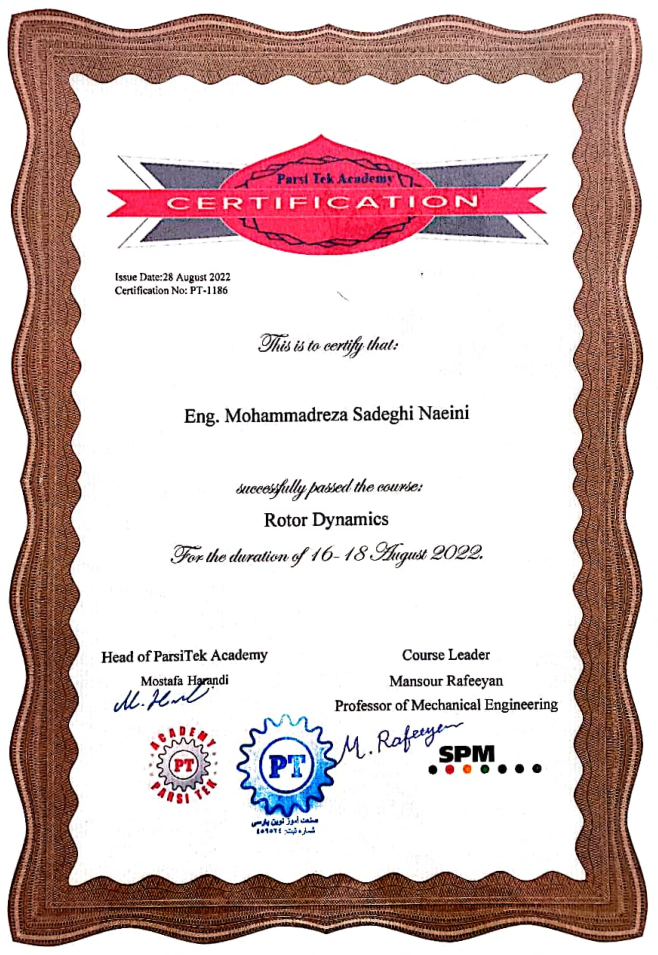 Parsi Tek Academy
CERTIFICATION
Issue Date:28 August 2022
Certification No: PT-1186
This is to certify that:
Eng. Mohammadreza Sadeghi Naeini
successfully passed the course:
Rotor Dynamics
For the duration of 16-18 August 2022.
Head of ParsiTek Academy
Mostafa Harandi
Course Leader
Mansour Rafeeyan
Professor of Mechanical Engineering
M. Rafeeyan
ACADEMY
PT
PARSI TEK
PT
صنعت آموز نوین پارسی
شماره ثبت: ٤٥٩٥٢٤
SPM